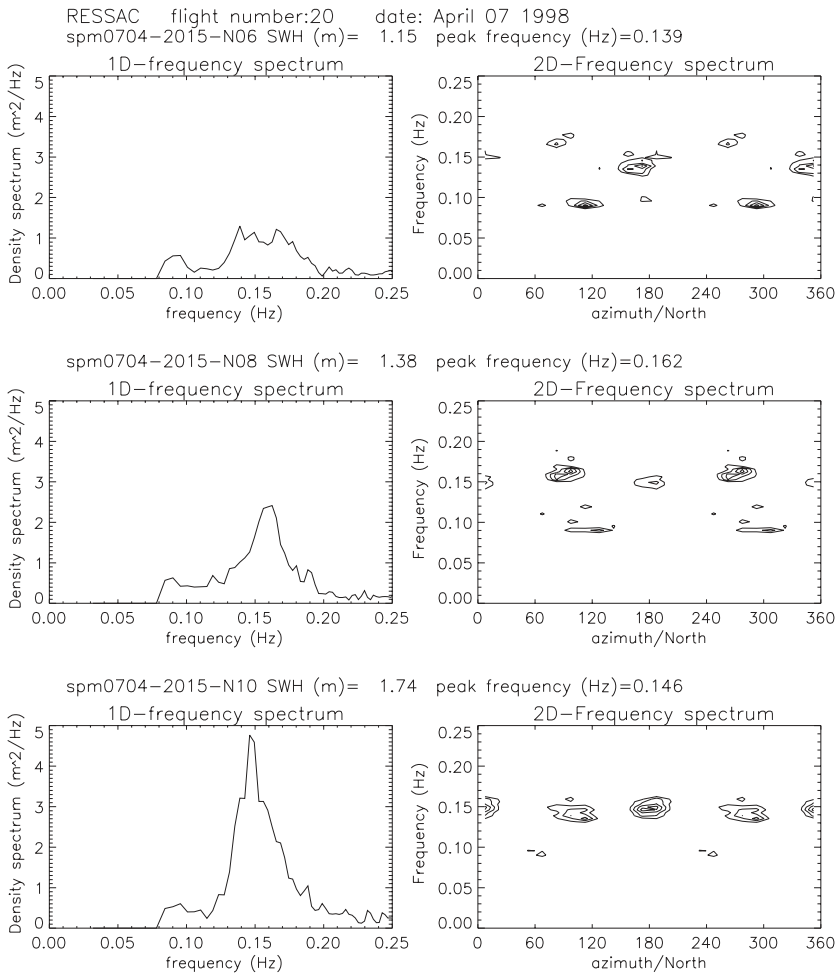 RESSAC flight number:20 date: April 07 1998
spm0704-2015-N06 SWH (m)= 1.15 peak frequency (Hz)=0.139
1D-frequency spectrum
Density spectrum (m^2/Hz)
5
4
3
2
1
0
0.00 0.05 0.10 0.15 0.20 0.25
frequency (Hz)
2D-Frequency spectrum
Frequency (Hz)
0.25
0.20
0.15
0.10
0.05
0.00
0 60 120 180 240 300 360
azimuth/North
spm0704-2015-N08 SWH (m)= 1.38 peak frequency (Hz)=0.162
1D-frequency spectrum
Density spectrum (m^2/Hz)
5
4
3
2
1
0
0.00 0.05 0.10 0.15 0.20 0.25
frequency (Hz)
2D-Frequency spectrum
Frequency (Hz)
0.25
0.20
0.15
0.10
0.05
0.00
0 60 120 180 240 300 360
azimuth/North
spm0704-2015-N10 SWH (m)= 1.74 peak frequency (Hz)=0.146
1D-frequency spectrum
Density spectrum (m^2/Hz)
5
4
3
2
1
0
0.00 0.05 0.10 0.15 0.20 0.25
frequency (Hz)
2D-Frequency spectrum
Frequency (Hz)
0.25
0.20
0.15
0.10
0.05
0.00
0 60 120 180 240 300 360
azimuth/North